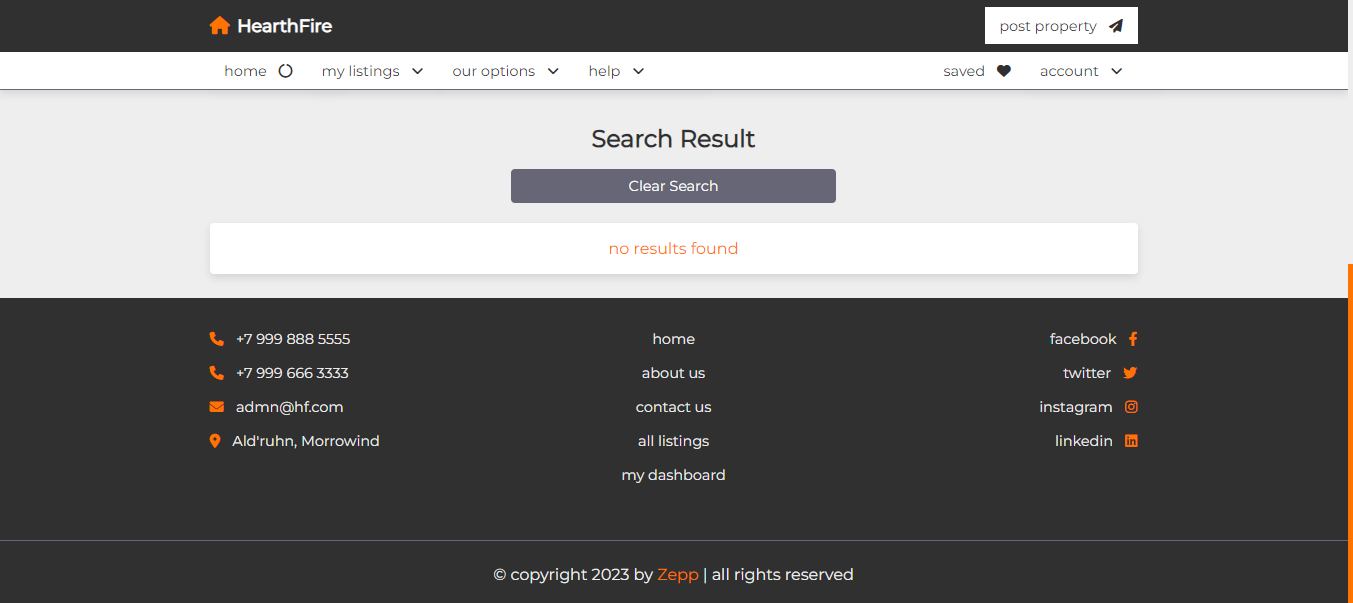 HearthFire
post property
home my listings our options help saved account
Search Result
Clear Search
no results found
+7 999 888 5555
+7 999 666 3333
admn@hf.com
Ald'ruhn, Morrowind
home
about us
contact us
all listings
my dashboard
facebook
twitter
instagram
linkedin
© copyright 2023 by Zepp | all rights reserved